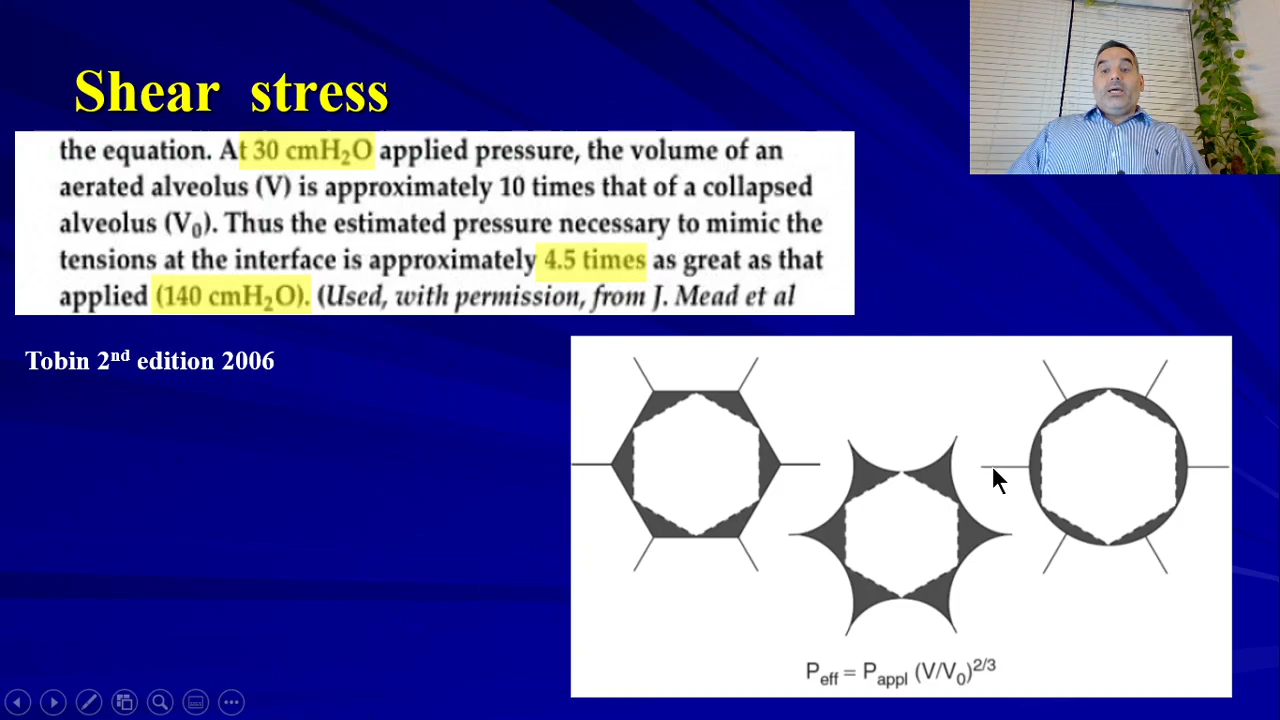 Shear stress
the equation. At 30 cmH₂O applied pressure, the volume of an
aerated alveolus (V) is approximately 10 times that of a collapsed
alveolus (V₀). Thus the estimated pressure necessary to mimic the
tensions at the interface is approximately 4.5 times as great as that
applied (140 cmH₂O). (Used, with permission, from J. Mead et al
Tobin 2nd edition 2006
P_eff = P_appl (V/V₀)^2/3